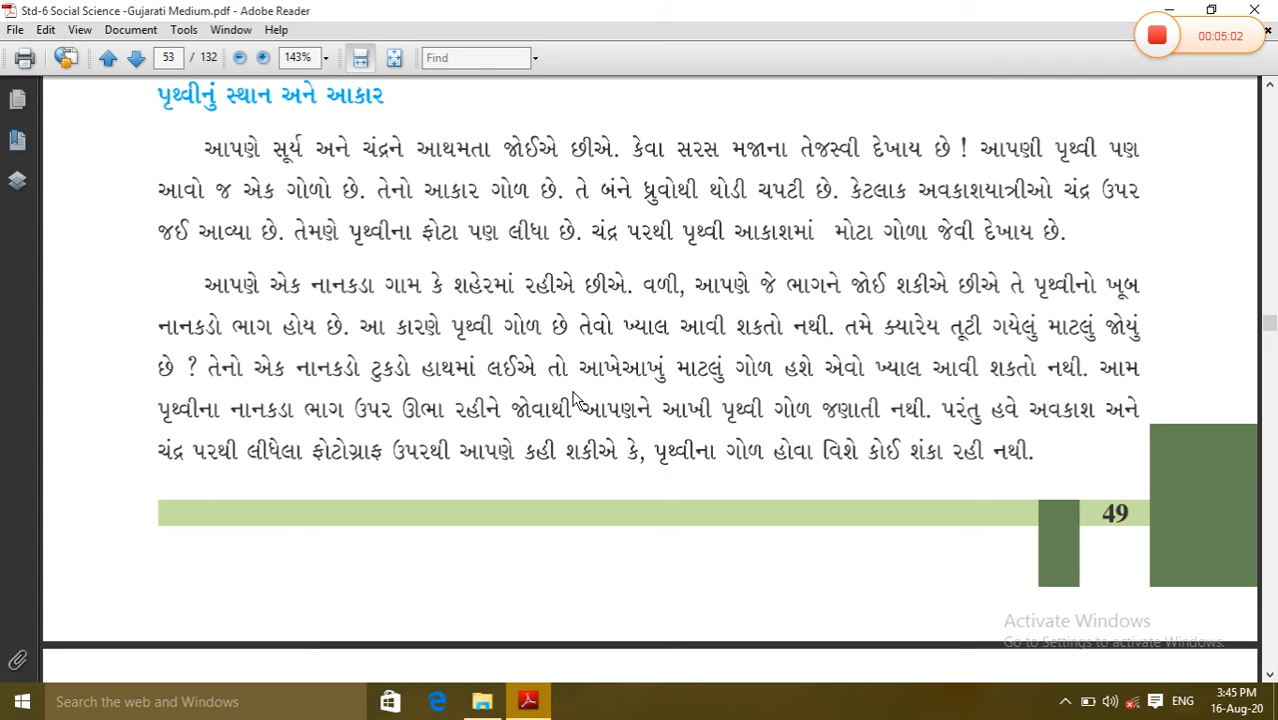 Std-6 Social Science -Gujarati Medium.pdf - Adobe Reader
File Edit View Document Tools Window Help
00:05:02
53 / 132 143% Find
પૃથ્વીનું સ્થાન અને આકાર
આપણે સૂર્ય અને ચંદ્રને આથમતા જોઈએ છીએ. કેવા સરસ મજાના તેજસ્વી દેખાય છે ! આપણી પૃથ્વી પણ
આવો જ એક ગોળો છે. તેનો આકાર ગોળ છે. તે બંને ધ્રુવોથી થોડી ચપટી છે. કેટલાક અવકાશયાત્રીઓ ચંદ્ર ઉપર
જઈ આવ્યા છે. તેમણે પૃથ્વીના ફોટા પણ લીધા છે. ચંદ્ર પરથી પૃથ્વી આકાશમાં મોટા ગોળા જેવી દેખાય છે.
આપણે એક નાનકડા ગામ કે શહેરમાં રહીએ છીએ. વળી, આપણે જે ભાગને જોઈ શકીએ છીએ તે પૃથ્વીનો ખૂબ
નાનકડો ભાગ હોય છે. આ કારણે પૃથ્વી ગોળ છે તેવો ખ્યાલ આવી શકતો નથી. તમે ક્યારેય તૂટી ગયેલું માટલું જોયું
છે ? તેનો એક નાનકડો ટુકડો હાથમાં લઈએ તો આખેઆખું માટલું ગોળ હશે એવો ખ્યાલ આવી શકતો નથી. આમ
પૃથ્વીના નાનકડા ભાગ ઉપર ઊભા રહીને જોવાથી આપણને આખી પૃથ્વી ગોળ જણાતી નથી. પરંતુ હવે અવકાશ અને
ચંદ્ર પરથી લીધેલા ફોટોગ્રાફ ઉપરથી આપણે કહી શકીએ કે, પૃથ્વીના ગોળ હોવા વિશે કોઈ શંકા રહી નથી.
49
Activate Windows
Go to Settings to activate Windows.
Search the web and Windows
ENG
3:45 PM
16-Aug-20